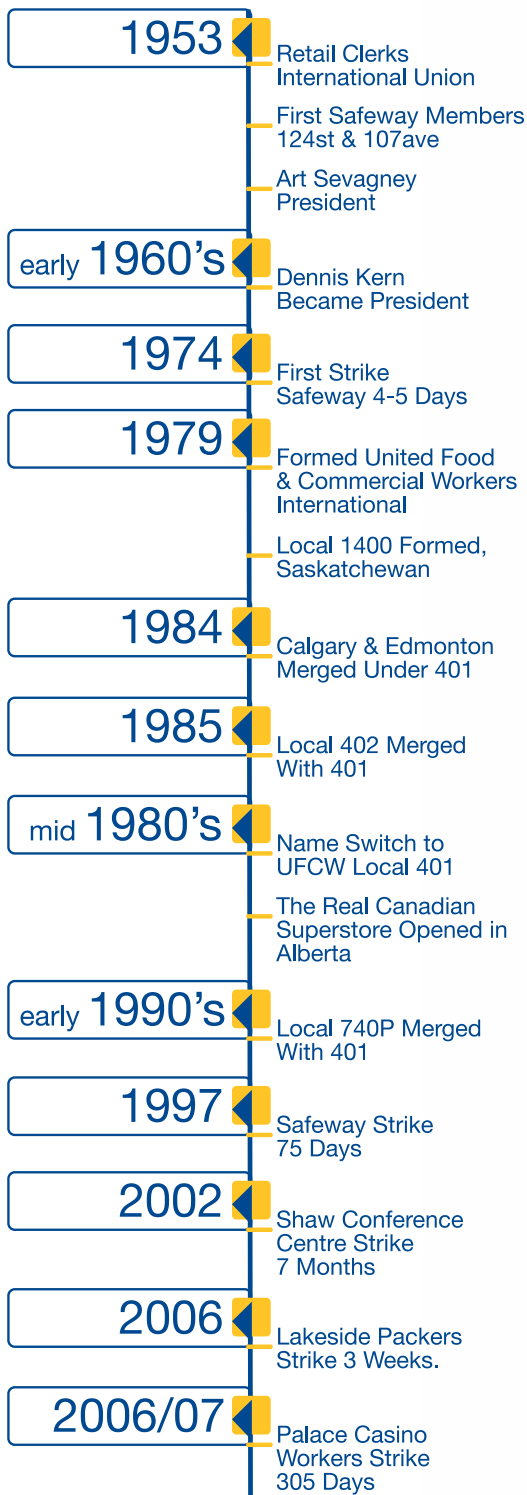 1953
Retail Clerks
International Union
First Safeway Members
124st & 107ave
Art Sevagney
President
early 1960's
Dennis Kern
Became President
1974
First Strike
Safeway 4-5 Days
1979
Formed United Food
& Commercial Workers
International
Local 1400 Formed,
Saskatchewan
1984
Calgary & Edmonton
Merged Under 401
1985
Local 402 Merged
With 401
mid 1980's
Name Switch to
UFCW Local 401
The Real Canadian
Superstore Opened in
Alberta
early 1990's
Local 740P Merged
With 401
1997
Safeway Strike
75 Days
2002
Shaw Conference
Centre Strike
7 Months
2006
Lakeside Packers
Strike 3 Weeks.
2006/07
Palace Casino
Workers Strike
305 Days